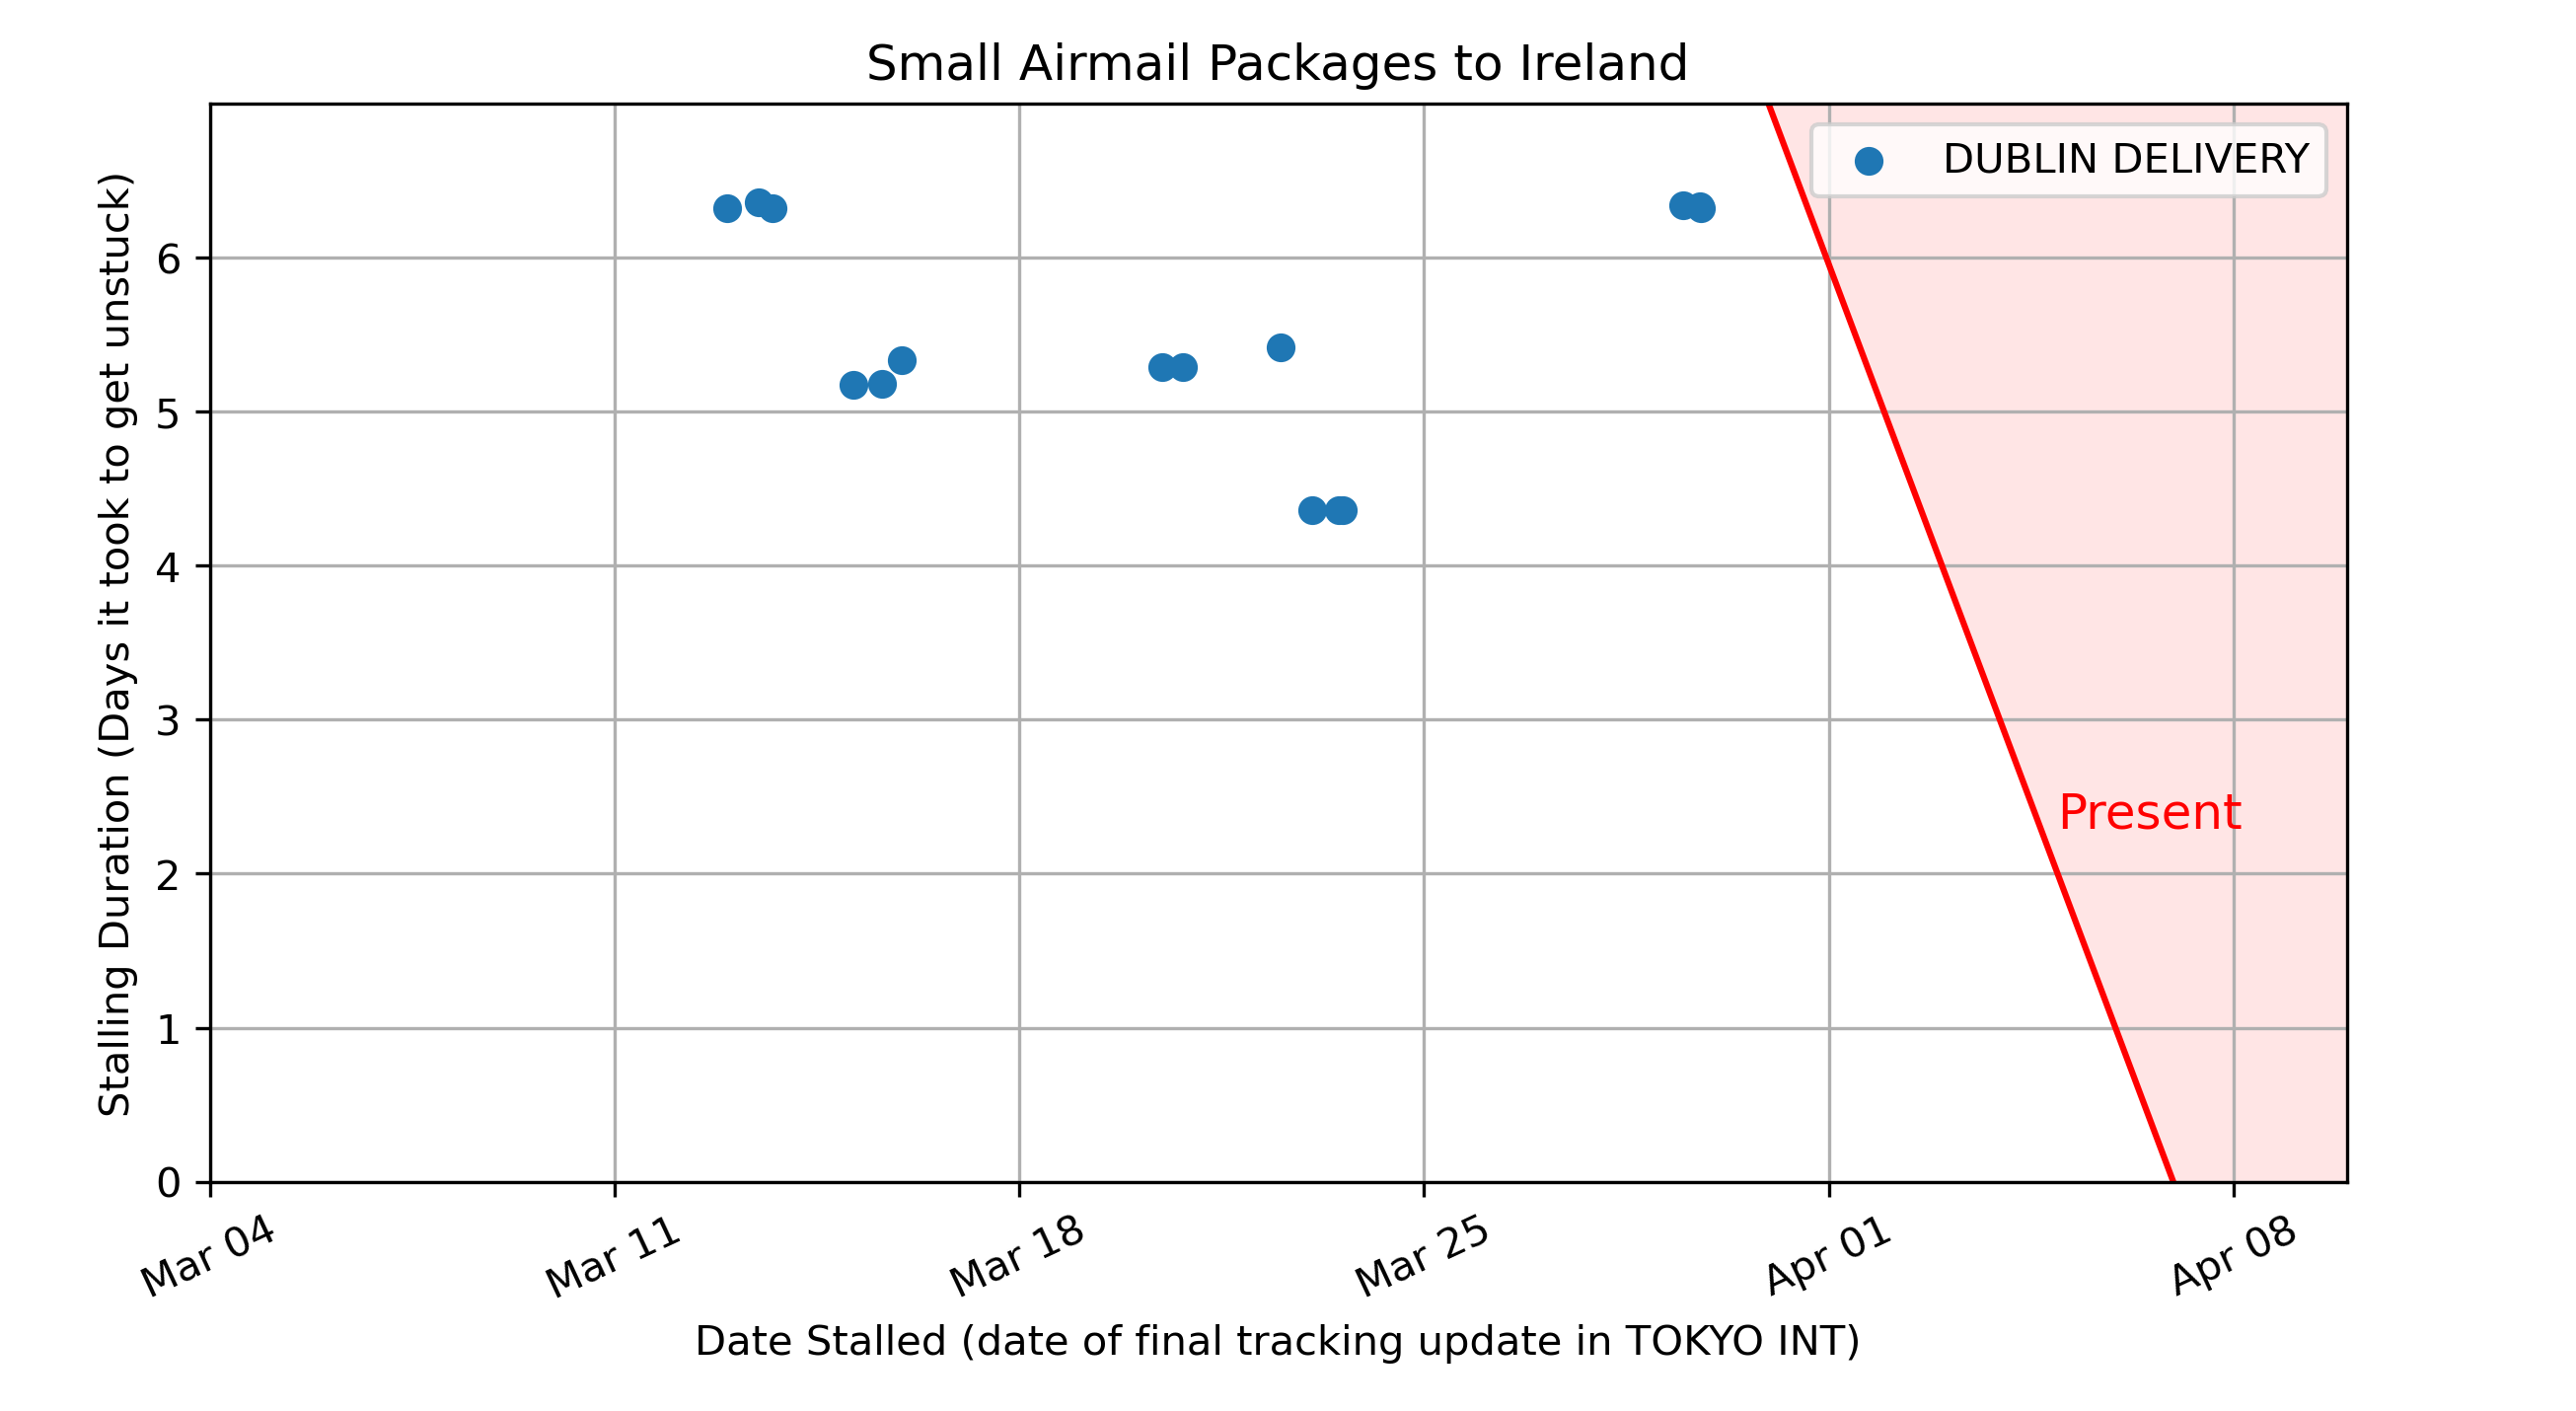 Small Airmail Packages to Ireland
DUBLIN DELIVERY
Stalling Duration (Days it took to get unstuck)
6
5
4
3
2
1
0
Present
Mar 04
Mar 11
Mar 18
Mar 25
Apr 01
Apr 08
Date Stalled (date of final tracking update in TOKYO INT)